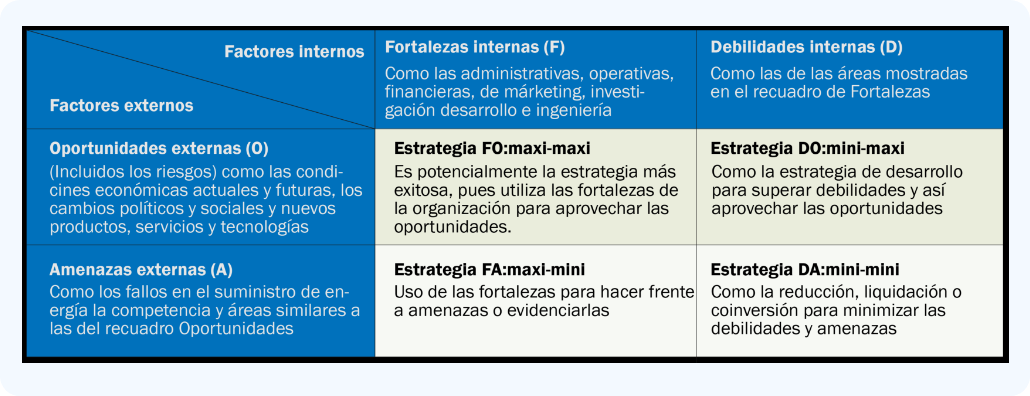 Factores internos
Factores externos
Fortalezas internas (F)
Como las administrativas, operativas,
financieras, de márketing, investi-
gación desarrollo e ingeniería
Debilidades internas (D)
Como las de las áreas mostradas
en el recuadro de Fortalezas
Oportunidades externas (O)
(Incluidos los riesgos) como las condi-
cines económicas actuales y futuras, los
cambios políticos y sociales y nuevos
productos, servicios y tecnologías
Estrategia FO:maxi-maxi
Es potencialmente la estrategia más
exitosa, pues utiliza las fortalezas de
la organización para aprovechar las
oportunidades.
Estrategia DO:mini-maxi
Como la estrategia de desarrollo
para superar debilidades y así
aprovechar las oportunidades
Amenazas externas (A)
Como los fallos en el suministro de en-
ergía la competencia y áreas similares a
las del recuadro Oportunidades
Estrategia FA:maxi-mini
Uso de las fortalezas para hacer frente
a amenazas o evidenciarlas
Estrategia DA:mini-mini
Como la reducción, liquidación o
coinversión para minimizar las
debilidades y amenazas